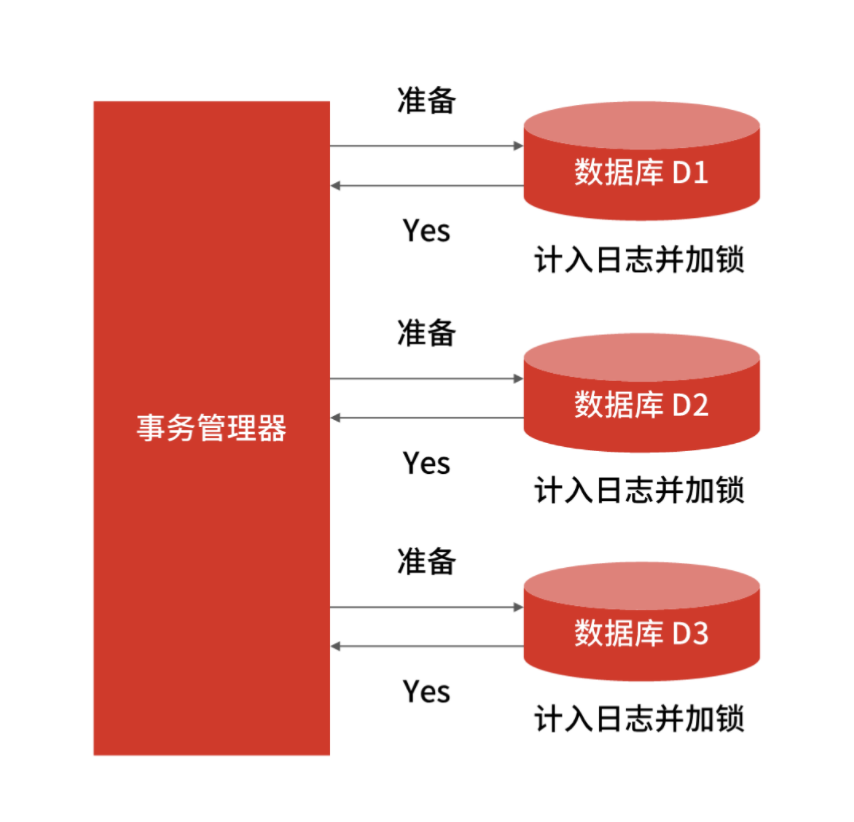 准备
数据库 D1
Yes
计入日志并加锁
准备
数据库 D2
事务管理器
Yes
计入日志并加锁
准备
数据库 D3
Yes
计入日志并加锁